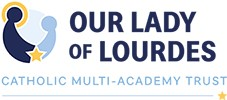 OUR LADY
OF LOURDES
CATHOLIC MULTI-ACADEMY TRUST